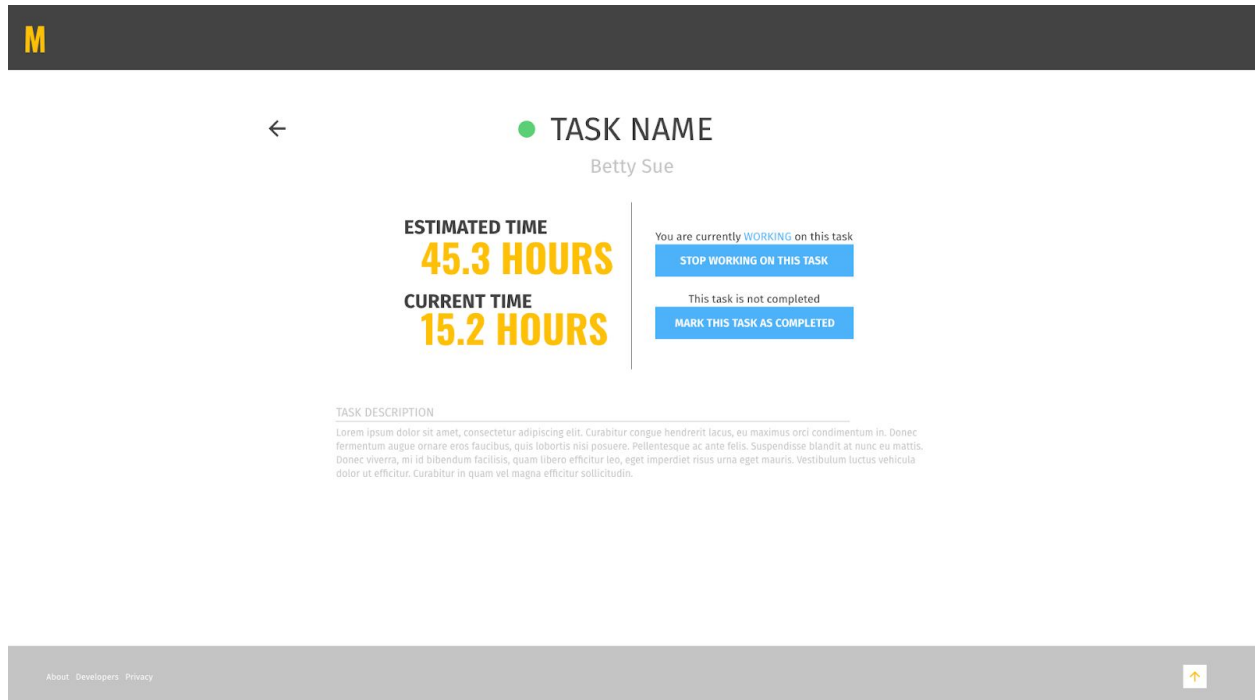 M
TASK NAME
Betty Sue
ESTIMATED TIME
45.3 HOURS
CURRENT TIME
15.2 HOURS
You are currently WORKING on this task
STOP WORKING ON THIS TASK
This task is not completed
MARK THIS TASK AS COMPLETED
TASK DESCRIPTION
Lorem ipsum dolor sit amet, consectetur adipiscing elit. Curabitur congue hendrerit lacus, eu maximus orci condimentum in. Donec
fermentum augue ornare eros faucibus, quis lobortis nisi posuere. Pellentesque ac ante felis. Suspendisse blandit at nunc eu mattis.
Donec viverra, mi id bibendum facilisis, quam libero efficitur leo, eget imperdiet risus urna eget mauris. Vestibulum luctus vehicula
dolor ut efficitur. Curabitur in quam vel magna efficitur sollicitudin.
About Developers Privacy